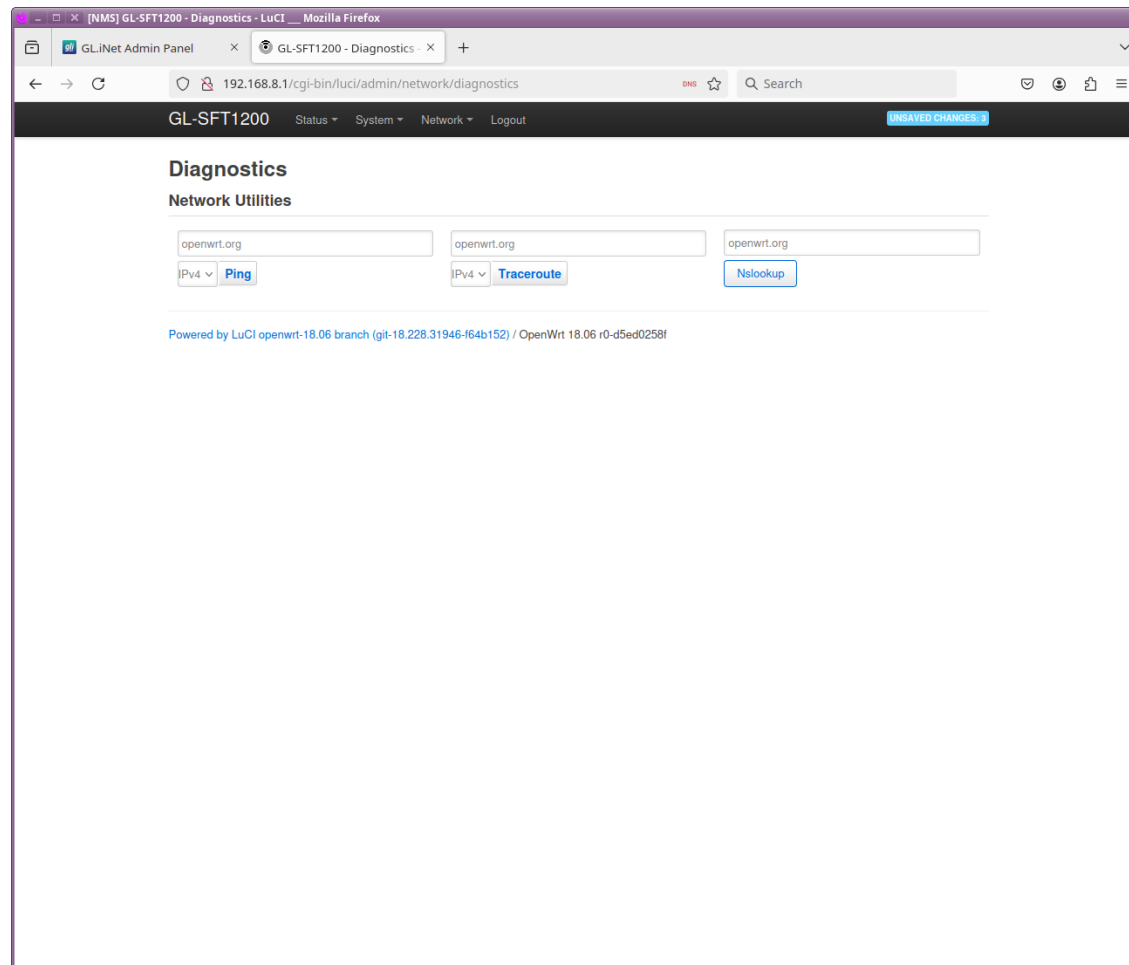 [NMS] GL-SFT1200 - Diagnostics - LuCI __ Mozilla Firefox
GL.iNet Admin Panel
GL-SFT1200 - Diagnostics -
192.168.8.1/cgi-bin/luci/admin/network/diagnostics
DNS
Search
GL-SFT1200 Status System Network Logout UNSAVED CHANGES: 3
Diagnostics
Network Utilities
openwrt.org openwrt.org openwrt.org
IPv4 Ping IPv4 Traceroute Nslookup
Powered by LuCI openwrt-18.06 branch (git-18.228.31946-f64b152) / OpenWrt 18.06 r0-d5ed0258f